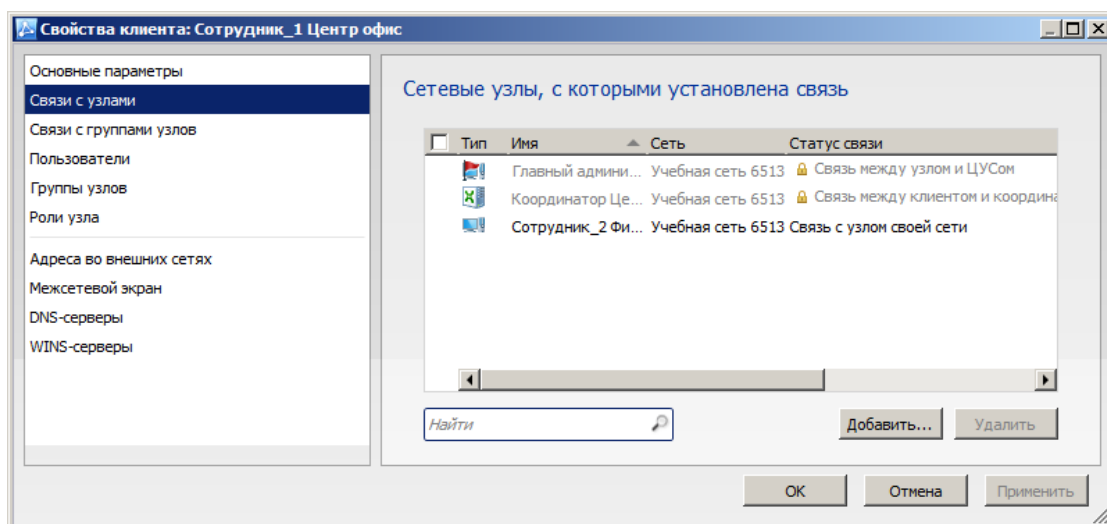 Свойства клиента: Сотрудник_1 Центр офис
Основные параметры
Связи с узлами
Связи с группами узлов
Пользователи
Группы узлов
Роли узла
Адреса во внешних сетях
Межсетевой экран
DNS-серверы
WINS-серверы
Сетевые узлы, с которыми установлена связь
Тип Имя Сеть Статус связи
Главный админи... Учебная сеть 6513 Связь между узлом и ЦУСом
Координатор Це... Учебная сеть 6513 Связь между клиентом и координа
Сотрудник_2 Фи... Учебная сеть 6513 Связь с узлом своей сети
Найти
Добавить... Удалить
ОК Отмена Применить